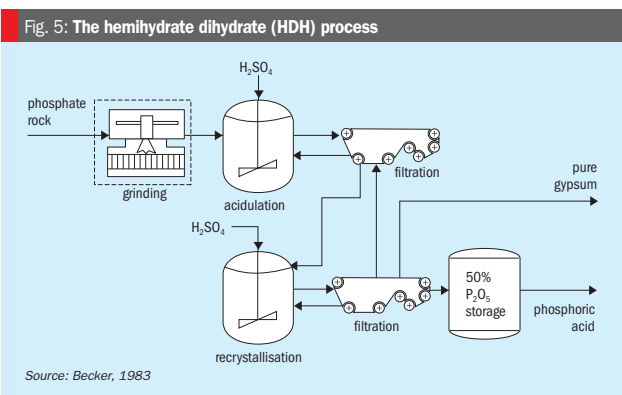 Fig. 5: The hemihydrate dihydrate (HDH) process
H₂SO₄
phosphate
rock
grinding
acidulation
filtration
pure
gypsum
H₂SO₄
recrystallisation
filtration
50%
P₂O₅
storage
phosphoric
acid
Source: Becker, 1983